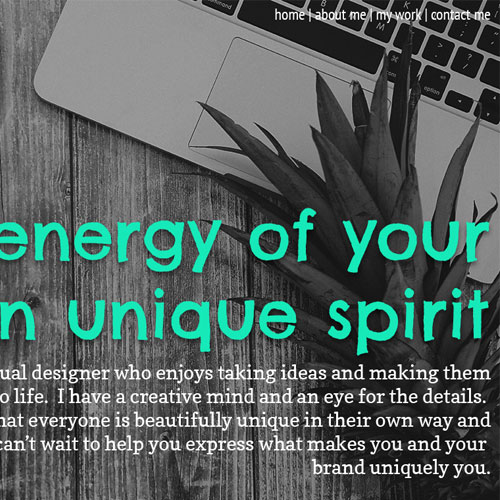 home | about me | my work | contact me
energy of your
n unique spirit
ual designer who enjoys taking ideas and making them
o life. I have a creative mind and an eye for the details.
hat everyone is beautifully unique in their own way and
can't wait to help you express what makes you and your
brand uniquely you.